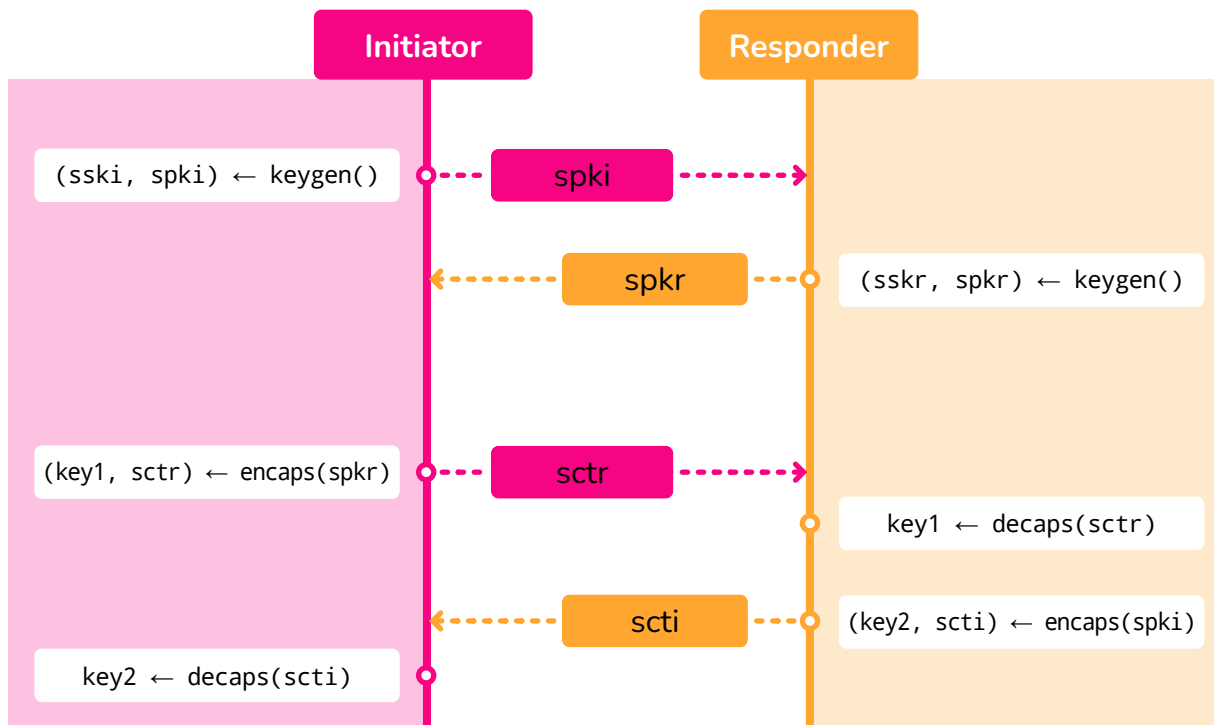 Initiator
Responder
(sski, spki) ← keygen()
spki
spkr
(sskr, spkr) ← keygen()
(key1, sctr) ← encaps(spkr)
sctr
key1 ← decaps(sctr)
scti
(key2, scti) ← encaps(spki)
key2 ← decaps(scti)